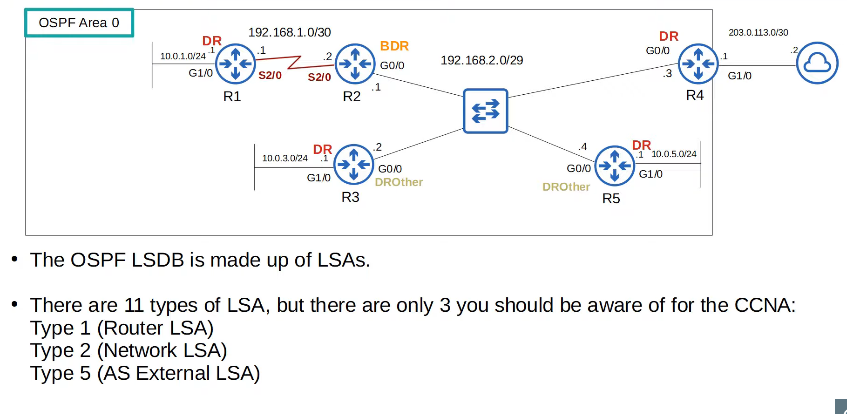 OSPF Area 0
192.168.1.0/30
DR
10.0.1.0/24
.1
.1
G1/0
S2/0
R1
.2
S2/0
BDR
G0/0
.1
R2
192.168.2.0/29
DR
G0/0
.3
R4
203.0.113.0/30
.1
.2
G1/0
DR
10.0.3.0/24
.1
G1/0
.2
G0/0
DROther
R3
.4
G0/0
DROther
DR
.1
10.0.5.0/24
G1/0
R5
• The OSPF LSDB is made up of LSAs.
• There are 11 types of LSA, but there are only 3 you should be aware of for the CCNA:
Type 1 (Router LSA)
Type 2 (Network LSA)
Type 5 (AS External LSA)